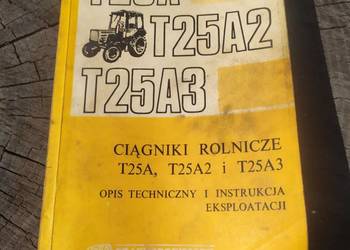 T25A2
T25A3
CIĄGNIKI ROLNICZE
T25A, T25A2 i T25A3
OPIS TECHNICZNY I INSTRUKCJA
EKSPLOATACJI